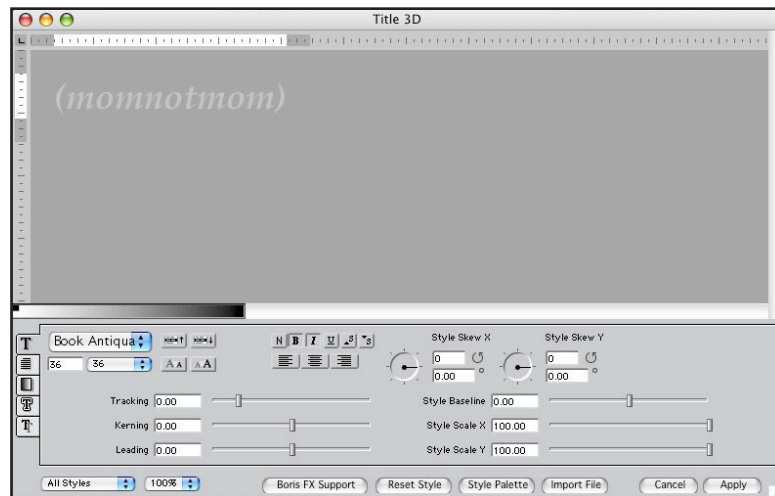 Title 3D
L
(momnotmom)
T
Book Antiqua
N B I U S S
Style Skew X
Style Skew Y
36
36
A A
A A
0
0
0.00 °
0.00 °
T
T
Tracking 0.00
Style Baseline 0.00
Kerning 0.00
Style Scale X 100.00
Leading 0.00
Style Scale Y 100.00
All Styles
100%
Boris FX Support
Reset Style
Style Palette
Import File
Cancel
Apply